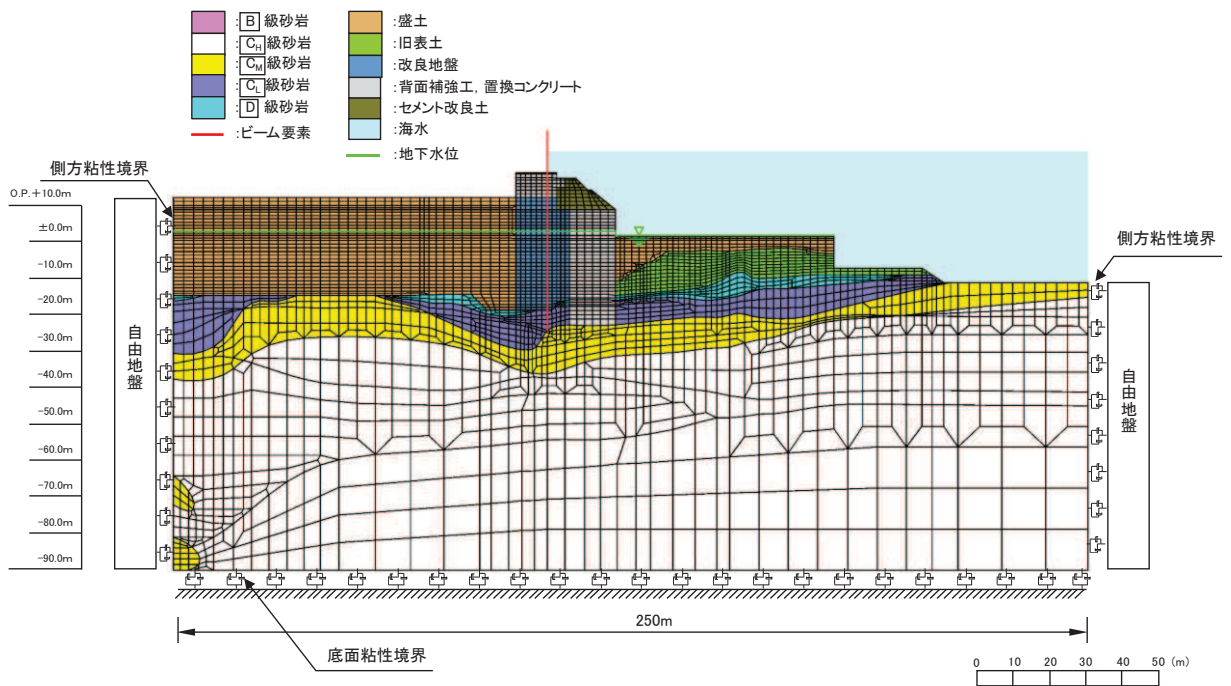 :B 級砂岩
:CH級砂岩
:CM級砂岩
:CL級砂岩
:D 級砂岩
:ビーム要素
:盛土
:旧表土
:改良地盤
:背面補強工, 置換コンクリート
:セメント改良土
:海水
:地下水位
側方粘性境界
O.P.+10.0m
±0.0m
-10.0m
-20.0m
-30.0m
-40.0m
-50.0m
-60.0m
-70.0m
-80.0m
-90.0m
自由地盤
側方粘性境界
自由地盤
250m
底面粘性境界
0 10 20 30 40 50 (m)